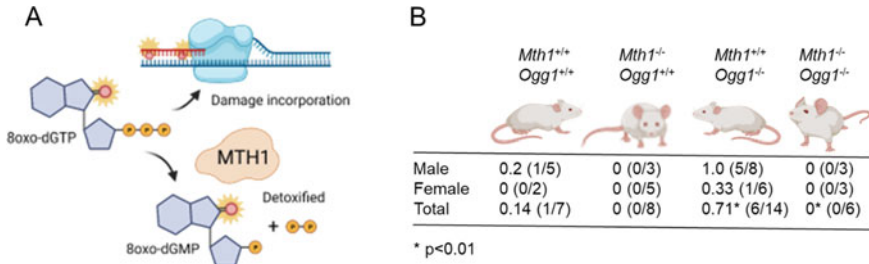 A
8oxo-dGTP
P P P
Damage incorporation
MTH1
Detoxified
8oxo-dGMP
P + P P
B
Mth1+/+ Mth1-/- Mth1+/+ Mth1-/-
Ogg1+/+ Ogg1+/+ Ogg1-/- Ogg1-/-
Male 0.2 (1/5) 0 (0/3) 1.0 (5/8) 0 (0/3)
Female 0 (0/2) 0 (0/5) 0.33 (1/6) 0 (0/3)
Total 0.14 (1/7) 0 (0/8) 0.71* (6/14) 0* (0/6)
* p<0.01